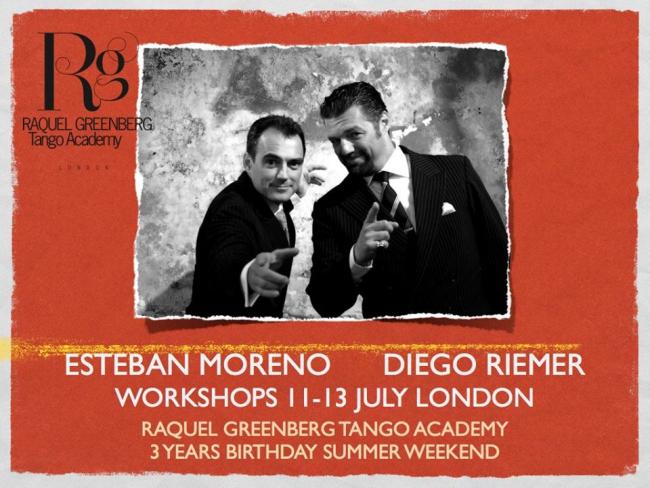 Rg
RAQUEL GREENBERG
Tango Academy
LONDON
ESTEBAN MORENO DIEGO RIEMER
WORKSHOPS 11-13 JULY LONDON
RAQUEL GREENBERG TANGO ACADEMY
3 YEARS BIRTHDAY SUMMER WEEKEND